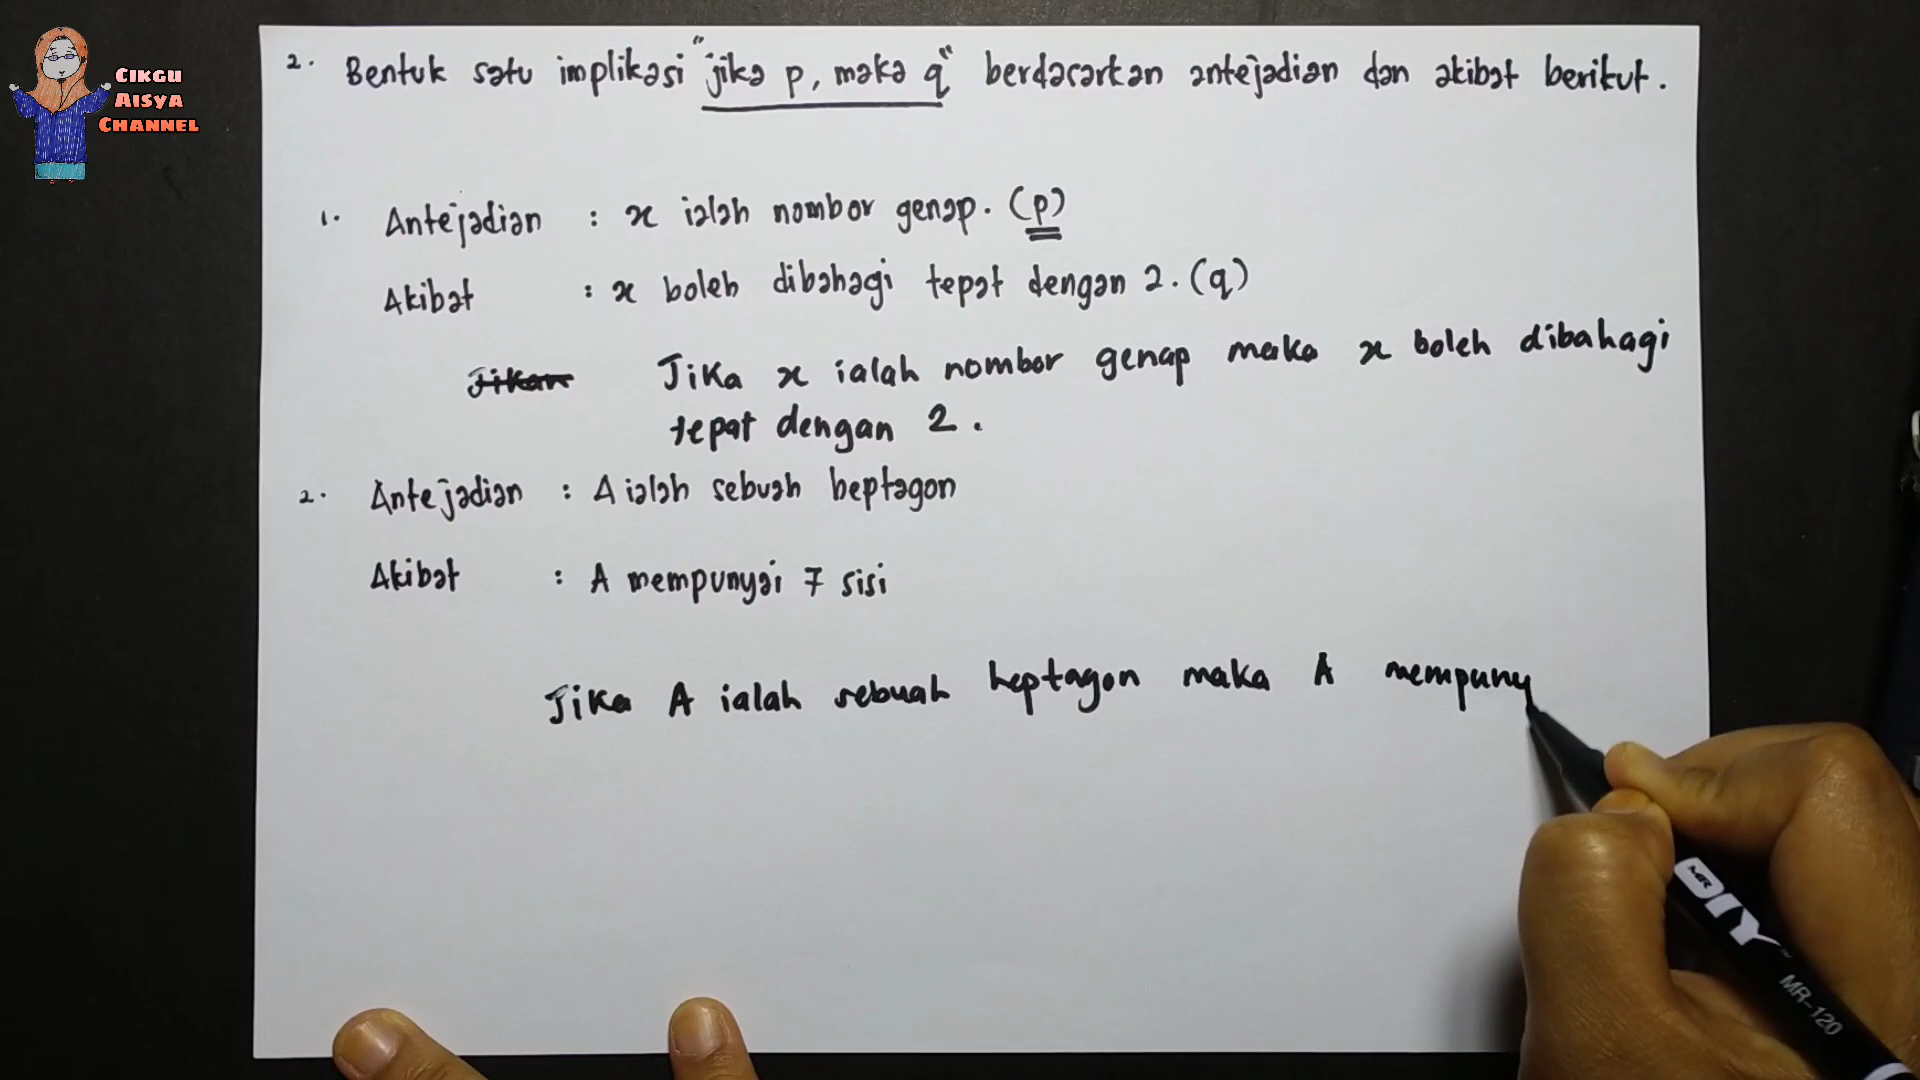 CIKGU
AISYA
CHANNEL
2. Bentuk satu implikasi "jika p, maka q" berdasarkan antejadian dan akibat berikut.
1. Antejadian : x ialah nombor genap. (p)
Akibat : x boleh dibahagi tepat dengan 2. (q)
Jikan Jika x ialah nombor genap maka x boleh dibahagi
tepat dengan 2.
2. Antejadian : A ialah sebuah heptagon
Akibat : A mempunyai 7 sisi
Jika A ialah sebuah heptagon maka A mempuny
MR DIY MR-120